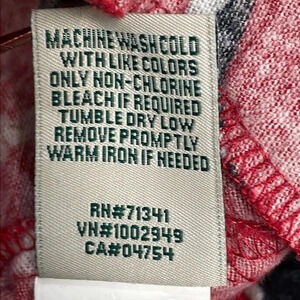 MACHINE WASH COLD
WITH LIKE COLORS
ONLY NON-CHLORINE
BLEACH IF REQUIRED
TUMBLE DRY LOW
REMOVE PROMPTLY
WARM IRON IF NEEDED
RN#71341
VN#1002949
CA#04754